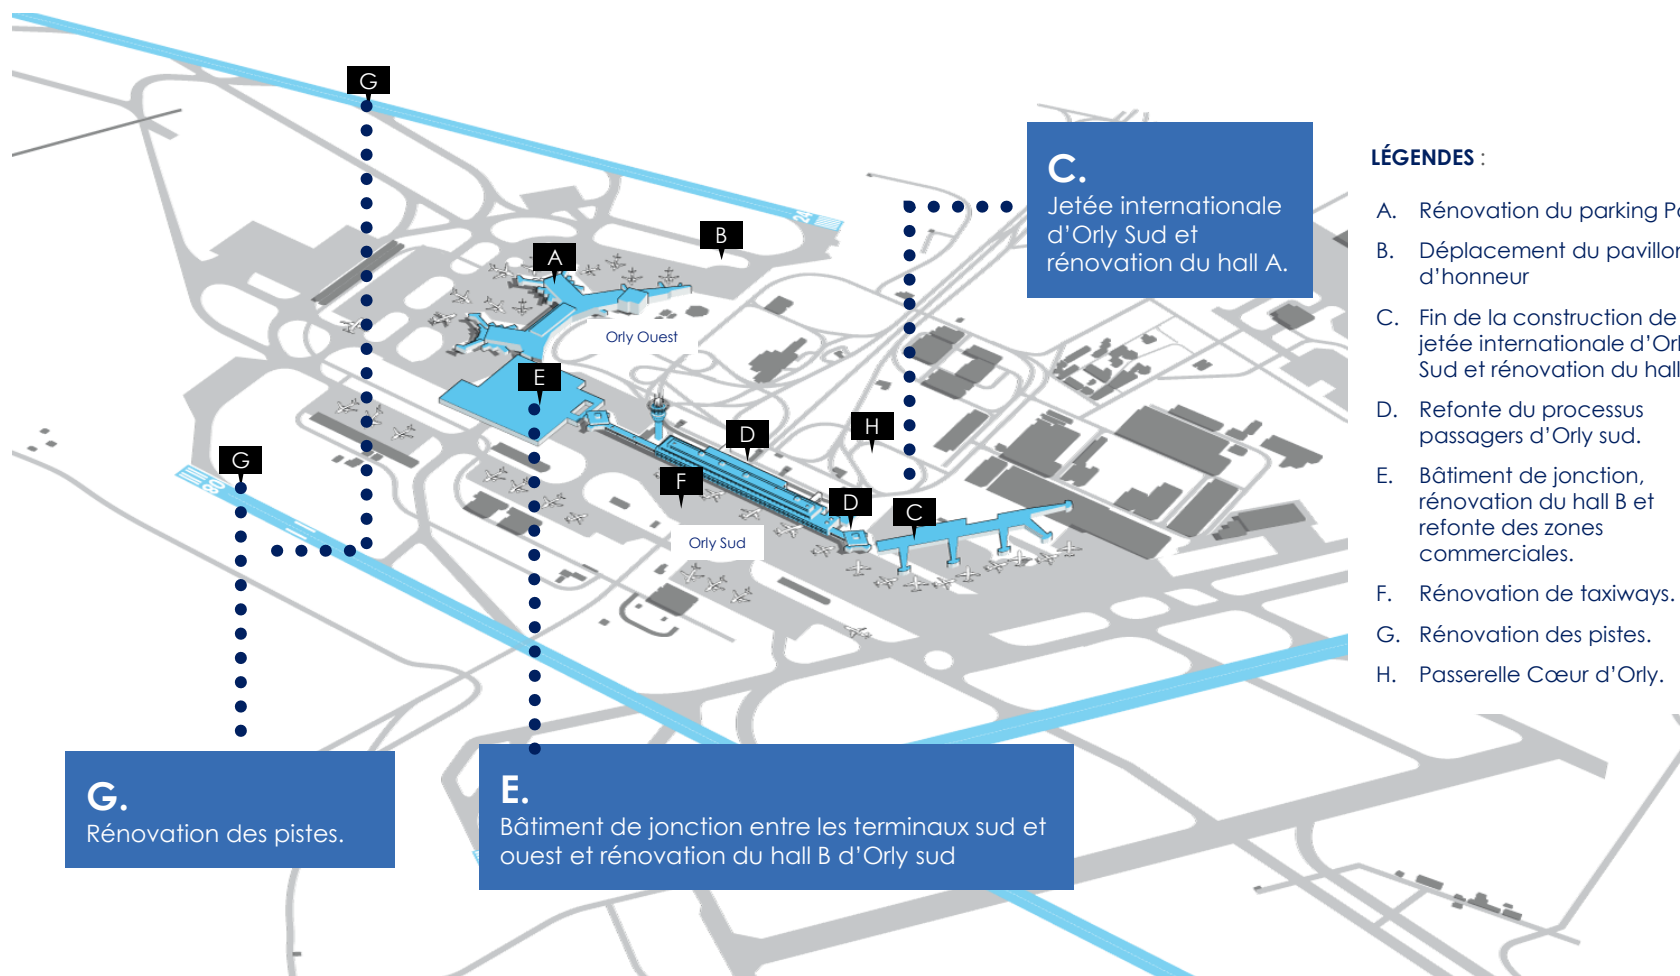 G
24
B
A
Orly Ouest
E
H
D
G
F
D
C
08
Orly Sud
C.
Jetée internationale
d’Orly Sud et
rénovation du hall A.
LÉGENDES :
A. Rénovation du parking
B. Déplacement du pavillon
d’honneur
C. Fin de la construction de
jetée internationale
Sud et rénovation du hall
D. Refonte du processus
passagers d’Orly sud.
E. Bâtiment de jonction,
rénovation du hall B et
refonte des zones
commerciales.
F. Rénovation de taxiways.
G. Rénovation des pistes.
H. Passerelle Cœur d’Orly.
G.
Rénovation des pistes.
E.
Bâtiment de jonction entre les terminaux sud et
ouest et rénovation du hall B d’Orly sud